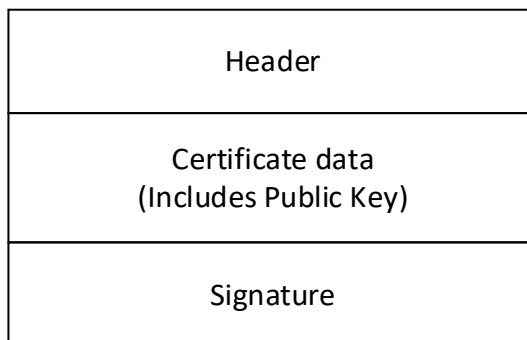 Header
Certificate data
(Includes Public Key)
Signature